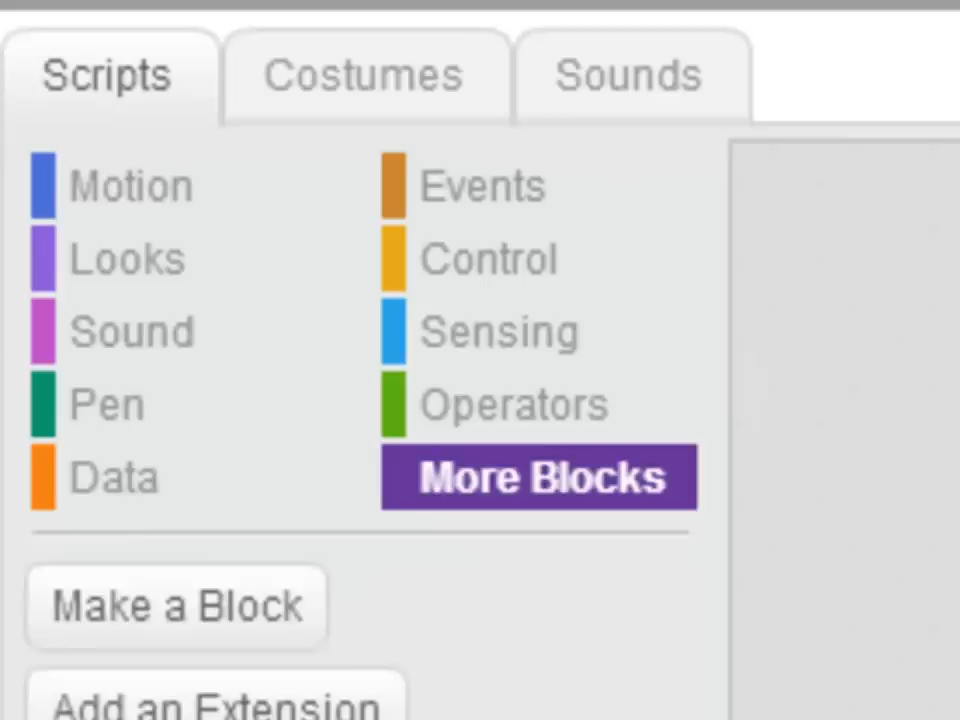 Scripts Costumes Sounds
Motion Events
Looks Control
Sound Sensing
Pen Operators
Data More Blocks
Make a Block
Add an Extension